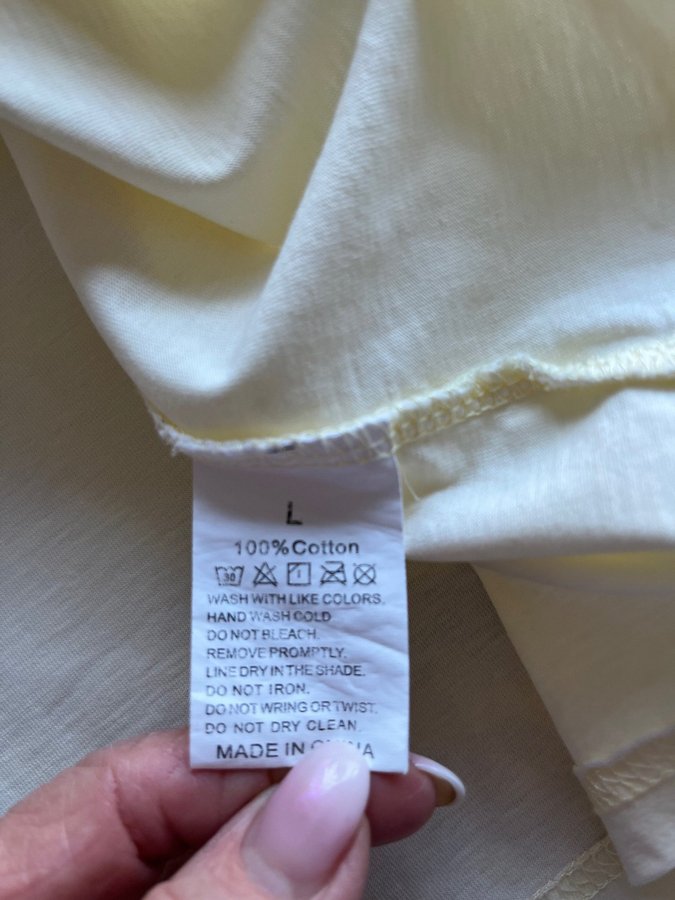 L
100%Cotton
30
WASH WITH LIKE COLORS.
HAND WASH COLD
DO NOT BLEACH.
REMOVE PROMPTLY.
LINE DRY IN THE SHADE.
DO NOT IRON.
DO NOT WRING OR TWIST.
DO NOT DRY CLEAN
MADE IN